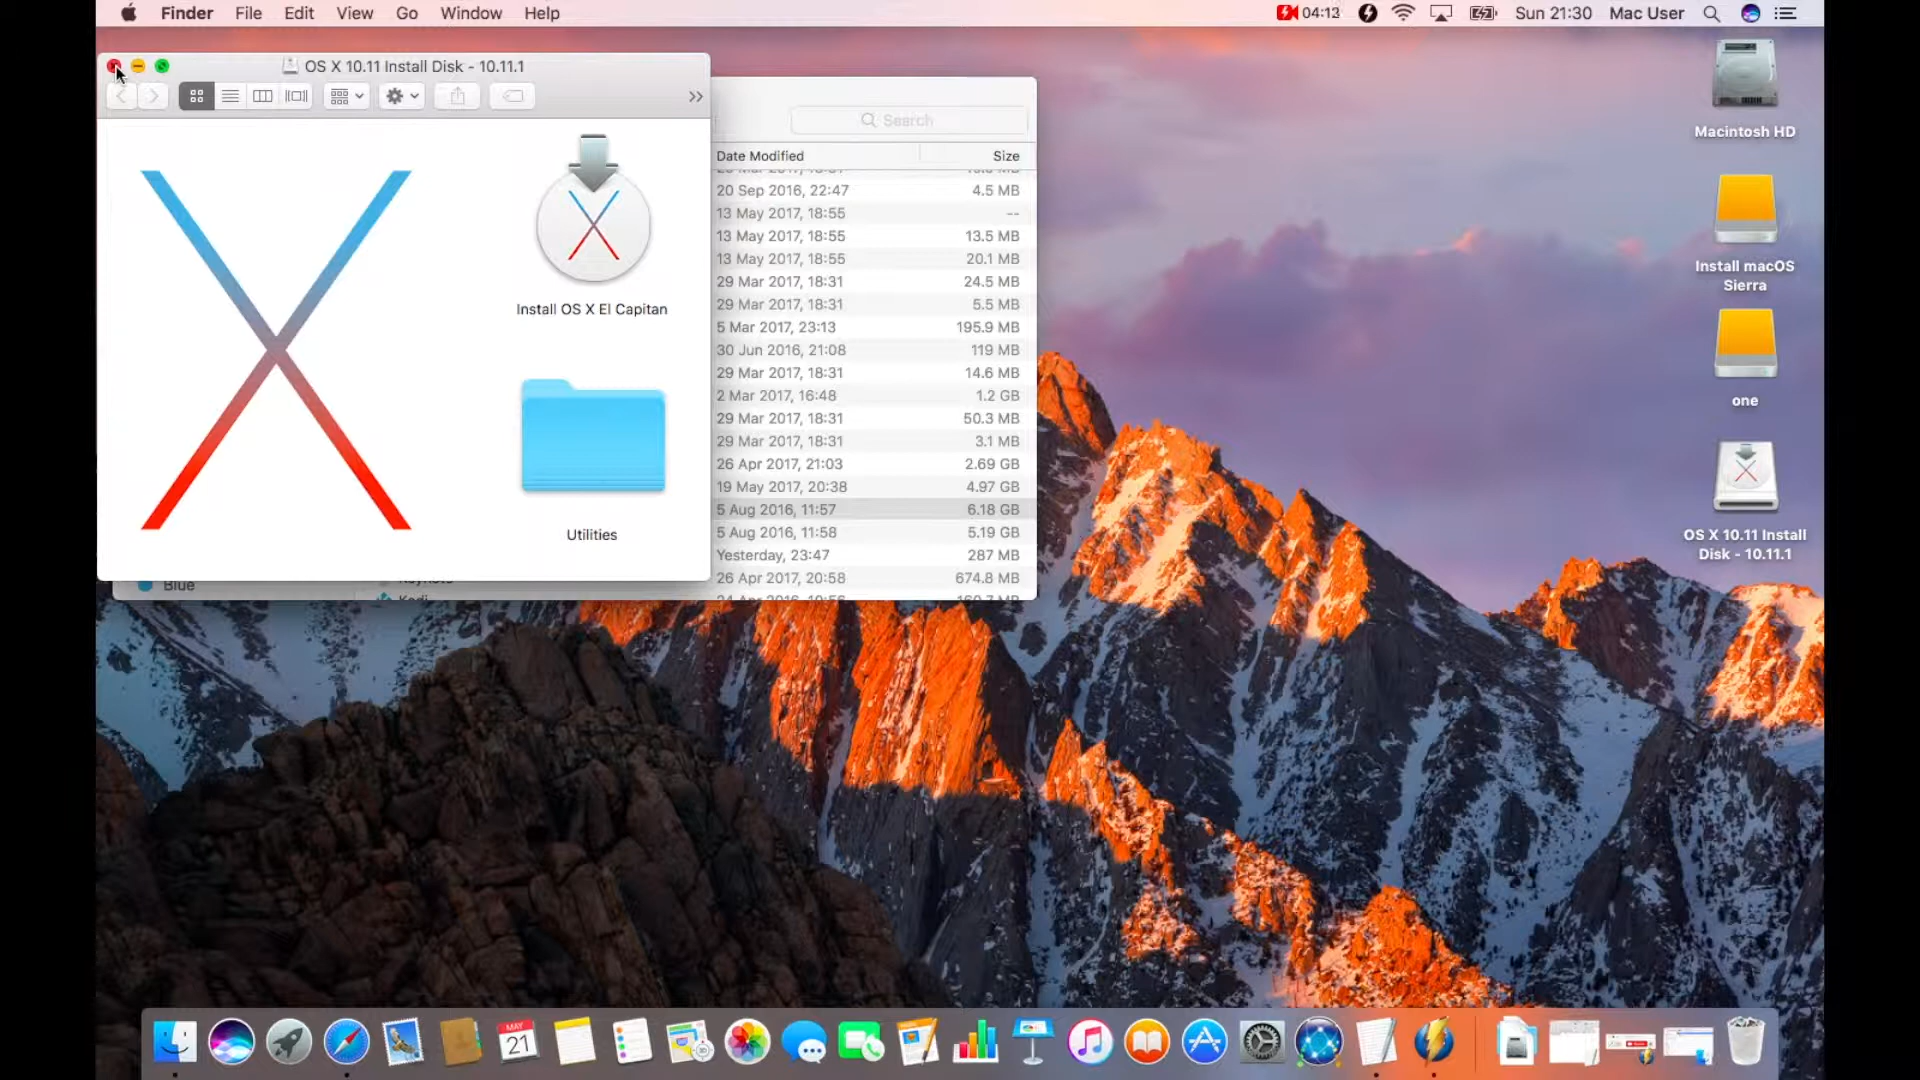 Finder File Edit View Go Window Help 04:13 Sun 21:30 Mac User
OS X 10.11 Install Disk - 10.11.1
Install OS X El Capitan
Utilities
Search
Date Modified Size
20 Sep 2016, 22:47 4.5 MB
13 May 2017, 18:55 --
13 May 2017, 18:55 13.5 MB
13 May 2017, 18:55 20.1 MB
29 Mar 2017, 18:31 24.5 MB
29 Mar 2017, 18:31 5.5 MB
5 Mar 2017, 23:13 195.9 MB
30 Jun 2016, 21:08 119 MB
29 Mar 2017, 18:31 14.6 MB
2 Mar 2017, 16:48 1.2 GB
29 Mar 2017, 18:31 50.3 MB
29 Mar 2017, 18:31 3.1 MB
26 Apr 2017, 21:03 2.69 GB
19 May 2017, 20:38 4.97 GB
5 Aug 2016, 11:57 6.18 GB
5 Aug 2016, 11:58 5.19 GB
Yesterday, 23:47 287 MB
26 Apr 2017, 20:58 674.8 MB
Blue
Macintosh HD
Install macOS
Sierra
one
OS X 10.11 Install
Disk - 10.11.1
MAY
21